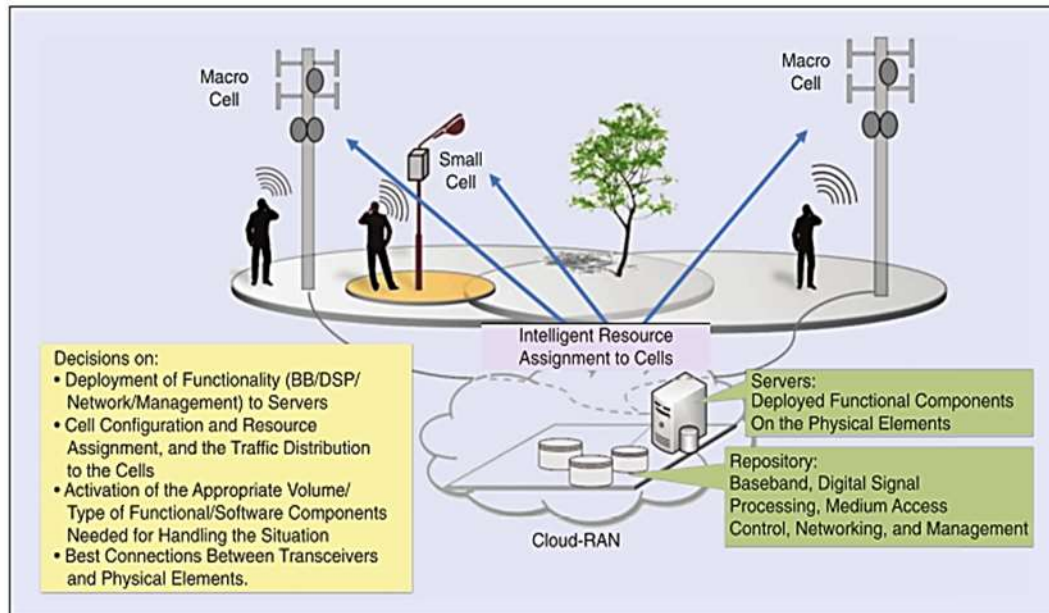 Macro
Cell
Macro
Cell
Small
Cell
Intelligent Resource
Assignment to Cells
Decisions on:
• Deployment of Functionality (BB/DSP/
Network/Management) to Servers
• Cell Configuration and Resource
Assignment, and the Traffic Distribution
to the Cells
• Activation of the Appropriate Volume/
Type of Functional/Software Components
Needed for Handling the Situation
• Best Connections Between Transceivers
and Physical Elements.
Servers:
Deployed Functional Components
On the Physical Elements
Repository:
Baseband, Digital Signal
Processing, Medium Access
Control, Networking, and Management
Cloud-RAN